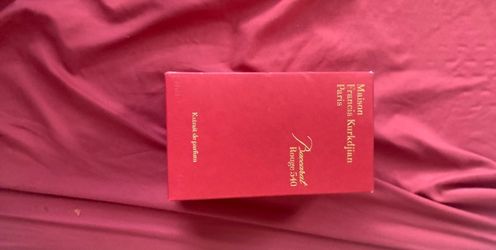 Maison
Francis Kurkdjian
Paris
Baccarat
Rouge 540
Extrait de parfum